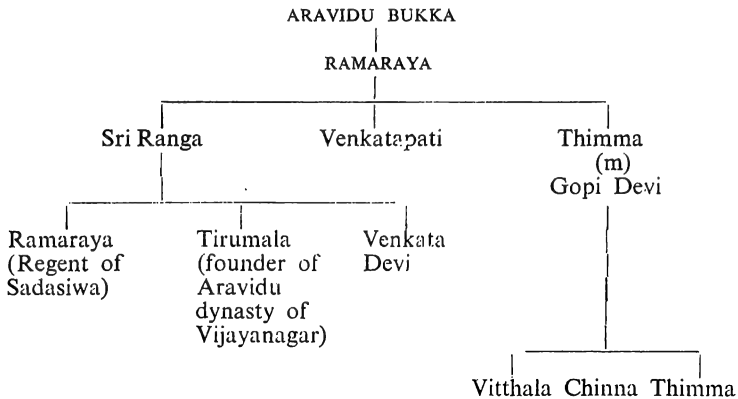 ARAVIDU BUKKA
RAMARAYA
Sri Ranga Venkatapati Thimma
(m)
Gopi Devi
Ramaraya Tirumala Venkata
(Regent of (founder of Devi
Sadasiwa) Aravidu
dynasty of
Vijayanagar)
Vitthala Chinna Thimma